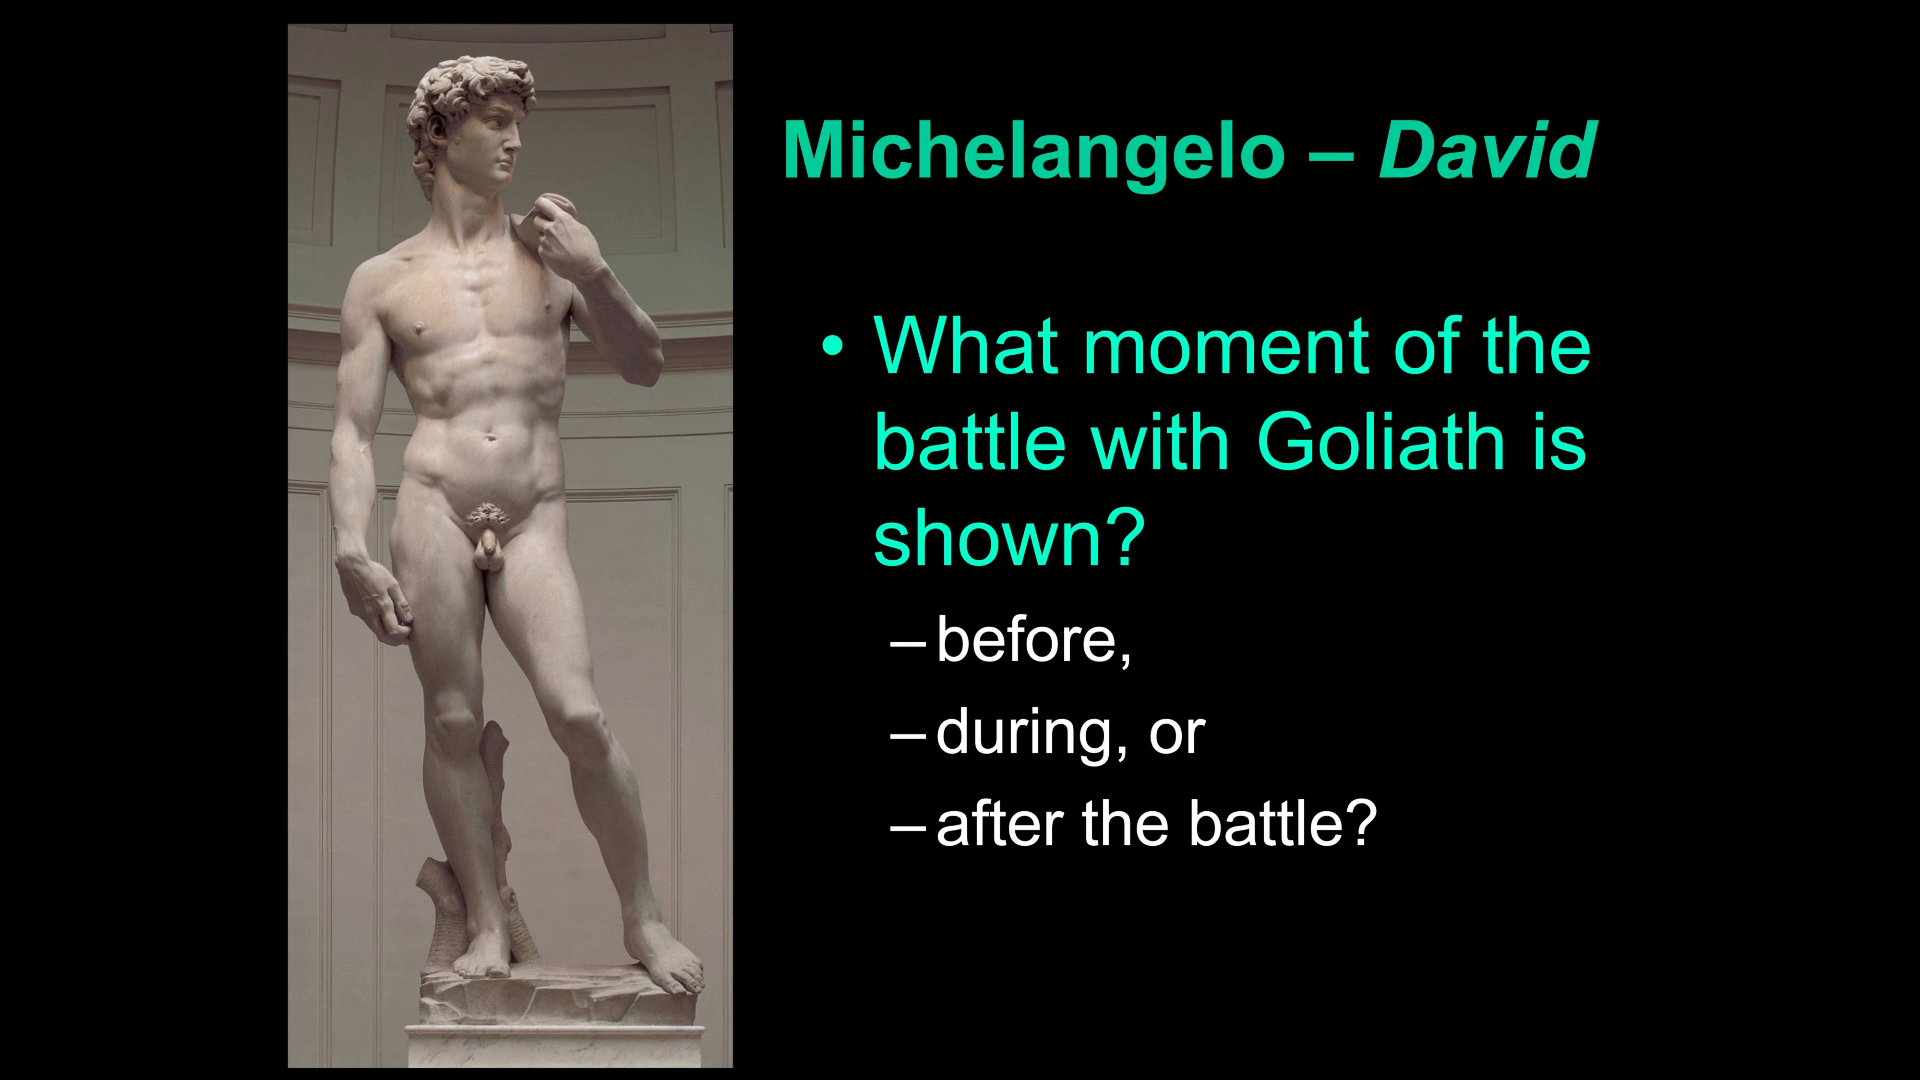 Michelangelo – David
• What moment of the
battle with Goliath is
shown?
– before,
– during, or
– after the battle?